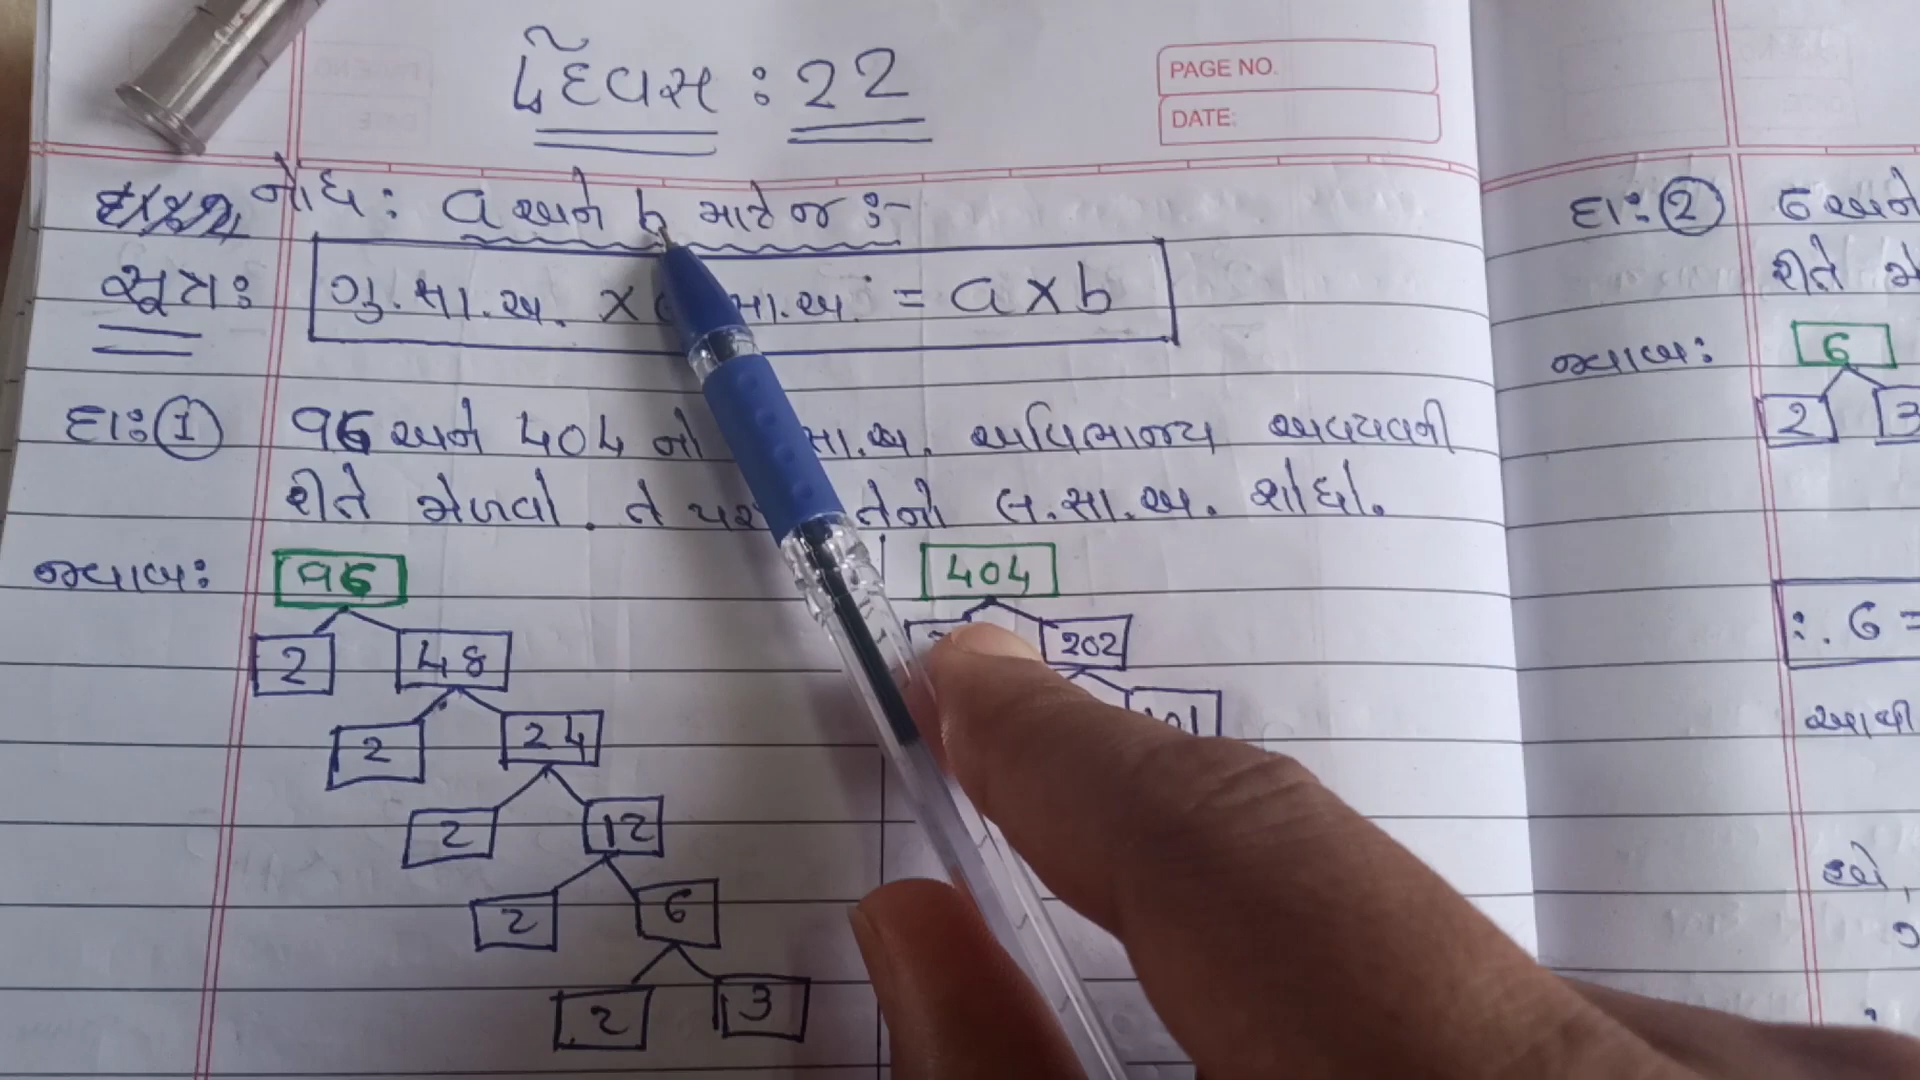 દિવસ : 22
PAGE NO.
DATE:
નોંધ : a અને b માટે જ :-
સૂત્ર : ગુ.સા.અ. × સા.અ. = a × b
દા: 1 96 અને 404 નો સા.અ. અવિભાજ્ય અવયવની
રીતે મેળવો. તે તેનો લ.સા.અ. શોધો.
જવાબ: 96
2 48
2 24
2 12
2 6
2 3
404
202
દા: 2 6 અને
રીતે
જવાબ: 6
2 3
∴ 6 =